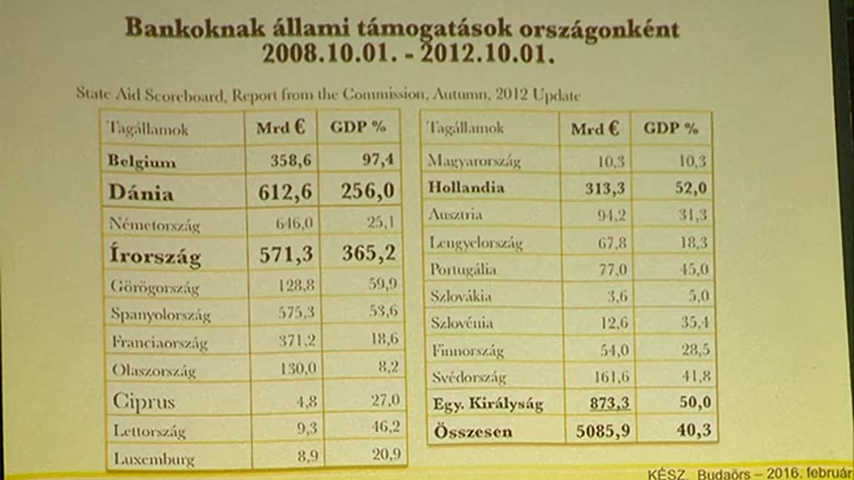 Bankoknak állami támogatások országonként
2008.10.01. - 2012.10.01.
State Aid Scoreboard, Report from the Commission, Autumn, 2012 Update
Tagállamok Mrd € GDP %
Belgium 358,6 97,4
Dánia 612,6 256,0
Németország 646,0 25,1
Írország 571,3 365,2
Görögország 128,8 59,9
Spanyolország 575,3 53,6
Franciaország 371,2 18,6
Olaszország 130,0 8,2
Ciprus 4,8 27,0
Lettország 9,3 46,2
Luxemburg 8,9 20,9
Tagállamok Mrd € GDP %
Magyarország 10,3 10,3
Hollandia 313,3 52,0
Ausztria 94,2 31,3
Lengyelország 67,8 18,3
Portugália 77,0 45,0
Szlovákia 3,6 5,0
Szlovénia 12,6 35,4
Finnország 54,0 28,5
Svédország 161,6 41,8
Egy. Királyság 873,3 50,0
Összesen 5085,9 40,3
KÉSZ, Budaörs – 2016. február